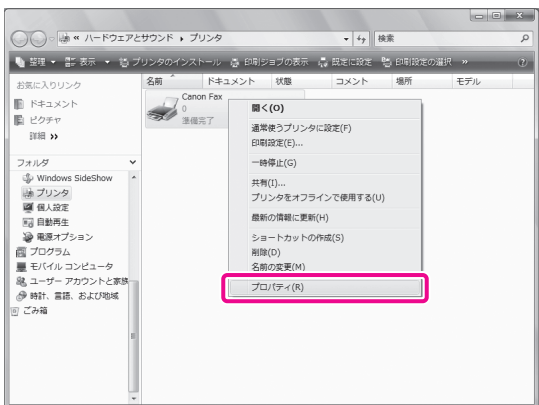 « ハードウェアとサウンド ▸ プリンタ 検索
整理 ▼ 表示 ▼ プリンタのインストール 印刷ジョブの表示 既定に設定 印刷設定の選択 »
お気に入りリンク
ドキュメント
ピクチャ
詳細 »
フォルダ
Windows SideShow
プリンタ
個人設定
自動再生
電源オプション
プログラム
モバイル コンピュータ
ユーザー アカウントと家族
時計、言語、および地域
ごみ箱
名前 ドキュメント 状態 コメント 場所 モデル
Canon Fax
0
準備完了
開く(O)
通常使うプリンタに設定(F)
印刷設定(E)...
一時停止(G)
共有(I)...
プリンタをオフラインで使用する(U)
最新の情報に更新(H)
ショートカットの作成(S)
削除(D)
名前の変更(M)
プロパティ(R)